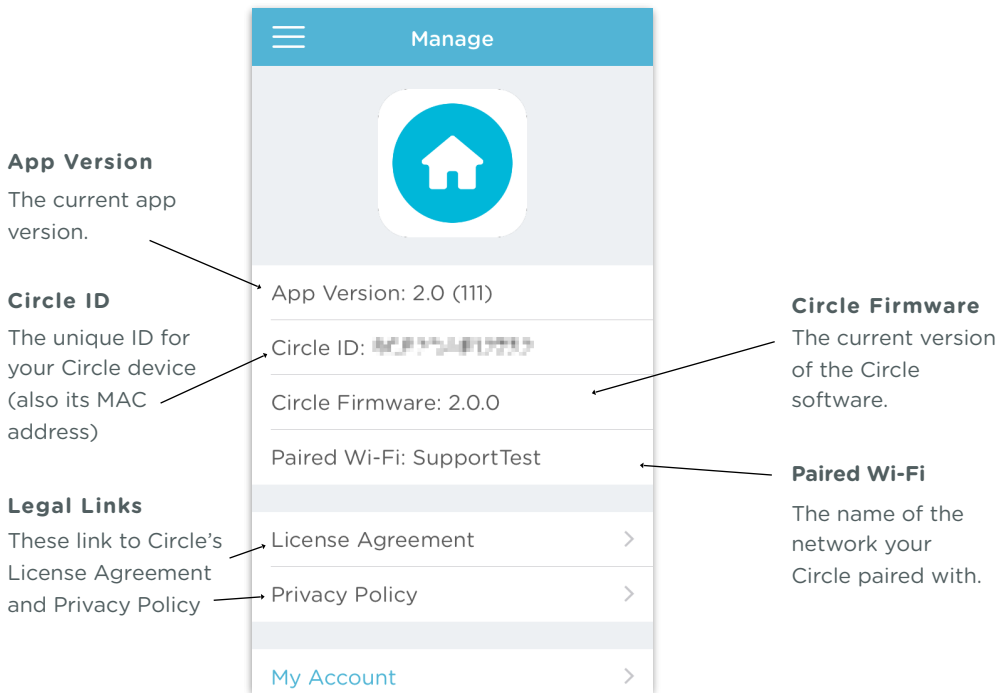 Manage
App Version
The current app
version.
Circle ID
The unique ID for
your Circle device
(also its MAC
address)
Legal Links
These link to Circle's
License Agreement
and Privacy Policy
App Version: 2.0 (111)
Circle ID:
Circle Firmware: 2.0.0
Paired Wi-Fi: SupportTest
License Agreement
Privacy Policy
My Account
Circle Firmware
The current version
of the Circle
software.
Paired Wi-Fi
The name of the
network your
Circle paired with.